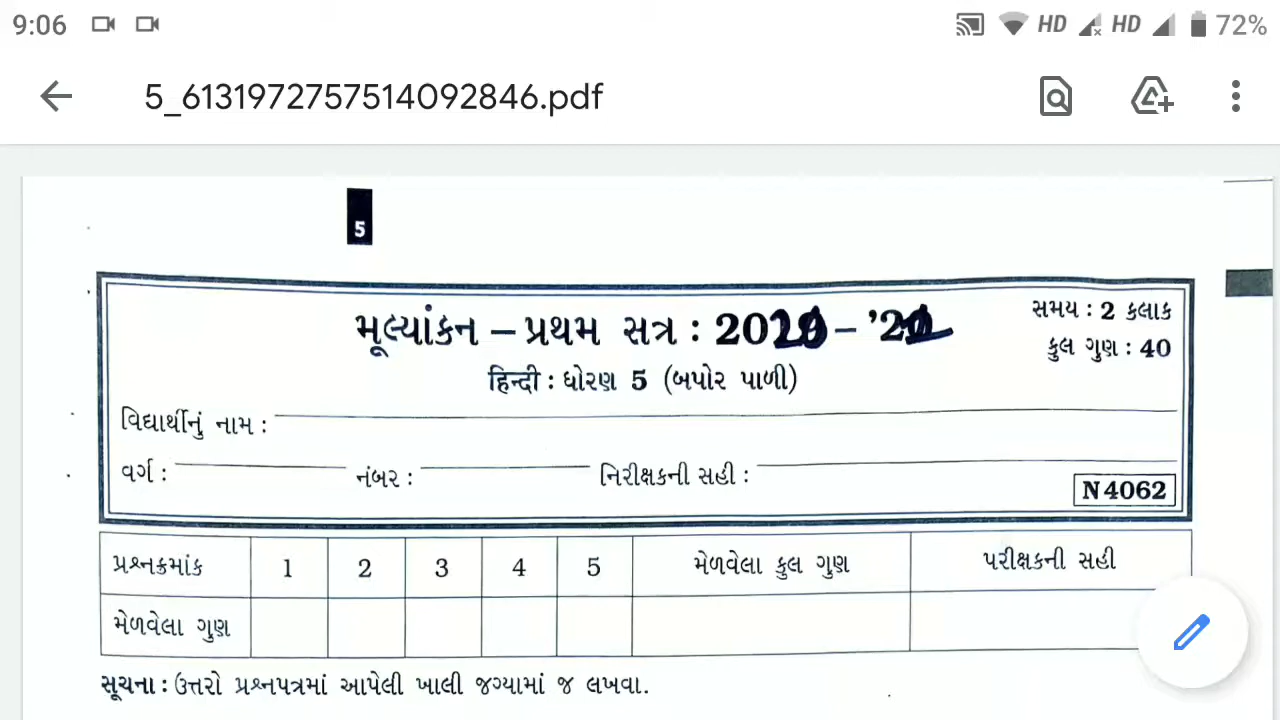 9:06 HD HD 72%
5_6131972757514092846.pdf
5
મૂલ્યાંકન – પ્રથમ સત્ર : 2020 – '21
સમય : 2 કલાક
કુલ ગુણ : 40
હિન્દી : ધોરણ 5 (બપોર પાળી)
વિદ્યાર્થીનું નામ :
વર્ગ : નંબર : નિરીક્ષકની સહી :
N4062
પ્રશ્નક્રમાંક 1 2 3 4 5 મેળવેલા કુલ ગુણ પરીક્ષકની સહી
મેળવેલા ગુણ
સૂચના : ઉત્તરો પ્રશ્નપત્રમાં આપેલી ખાલી જગ્યામાં જ લખવા.